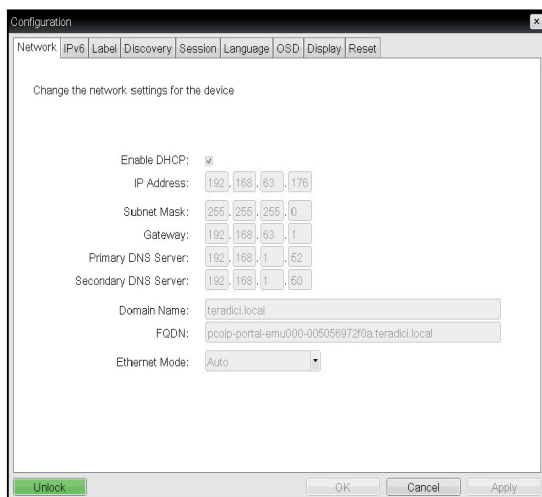 Configuration
Network IPv6 Label Discovery Session Language OSD Display Reset
Change the network settings for the device
Enable DHCP:
IP Address: 192 . 168 . 63 . 176
Subnet Mask: 255 . 255 . 255 . 0
Gateway: 192 . 168 . 63 . 1
Primary DNS Server: 192 . 168 . 1 . 52
Secondary DNS Server: 192 . 168 . 1 . 50
Domain Name: teradici.local
FQDN: pcoip-portal-emu000-005056972f0a.teradici.local
Ethernet Mode: Auto
Unlock OK Cancel Apply